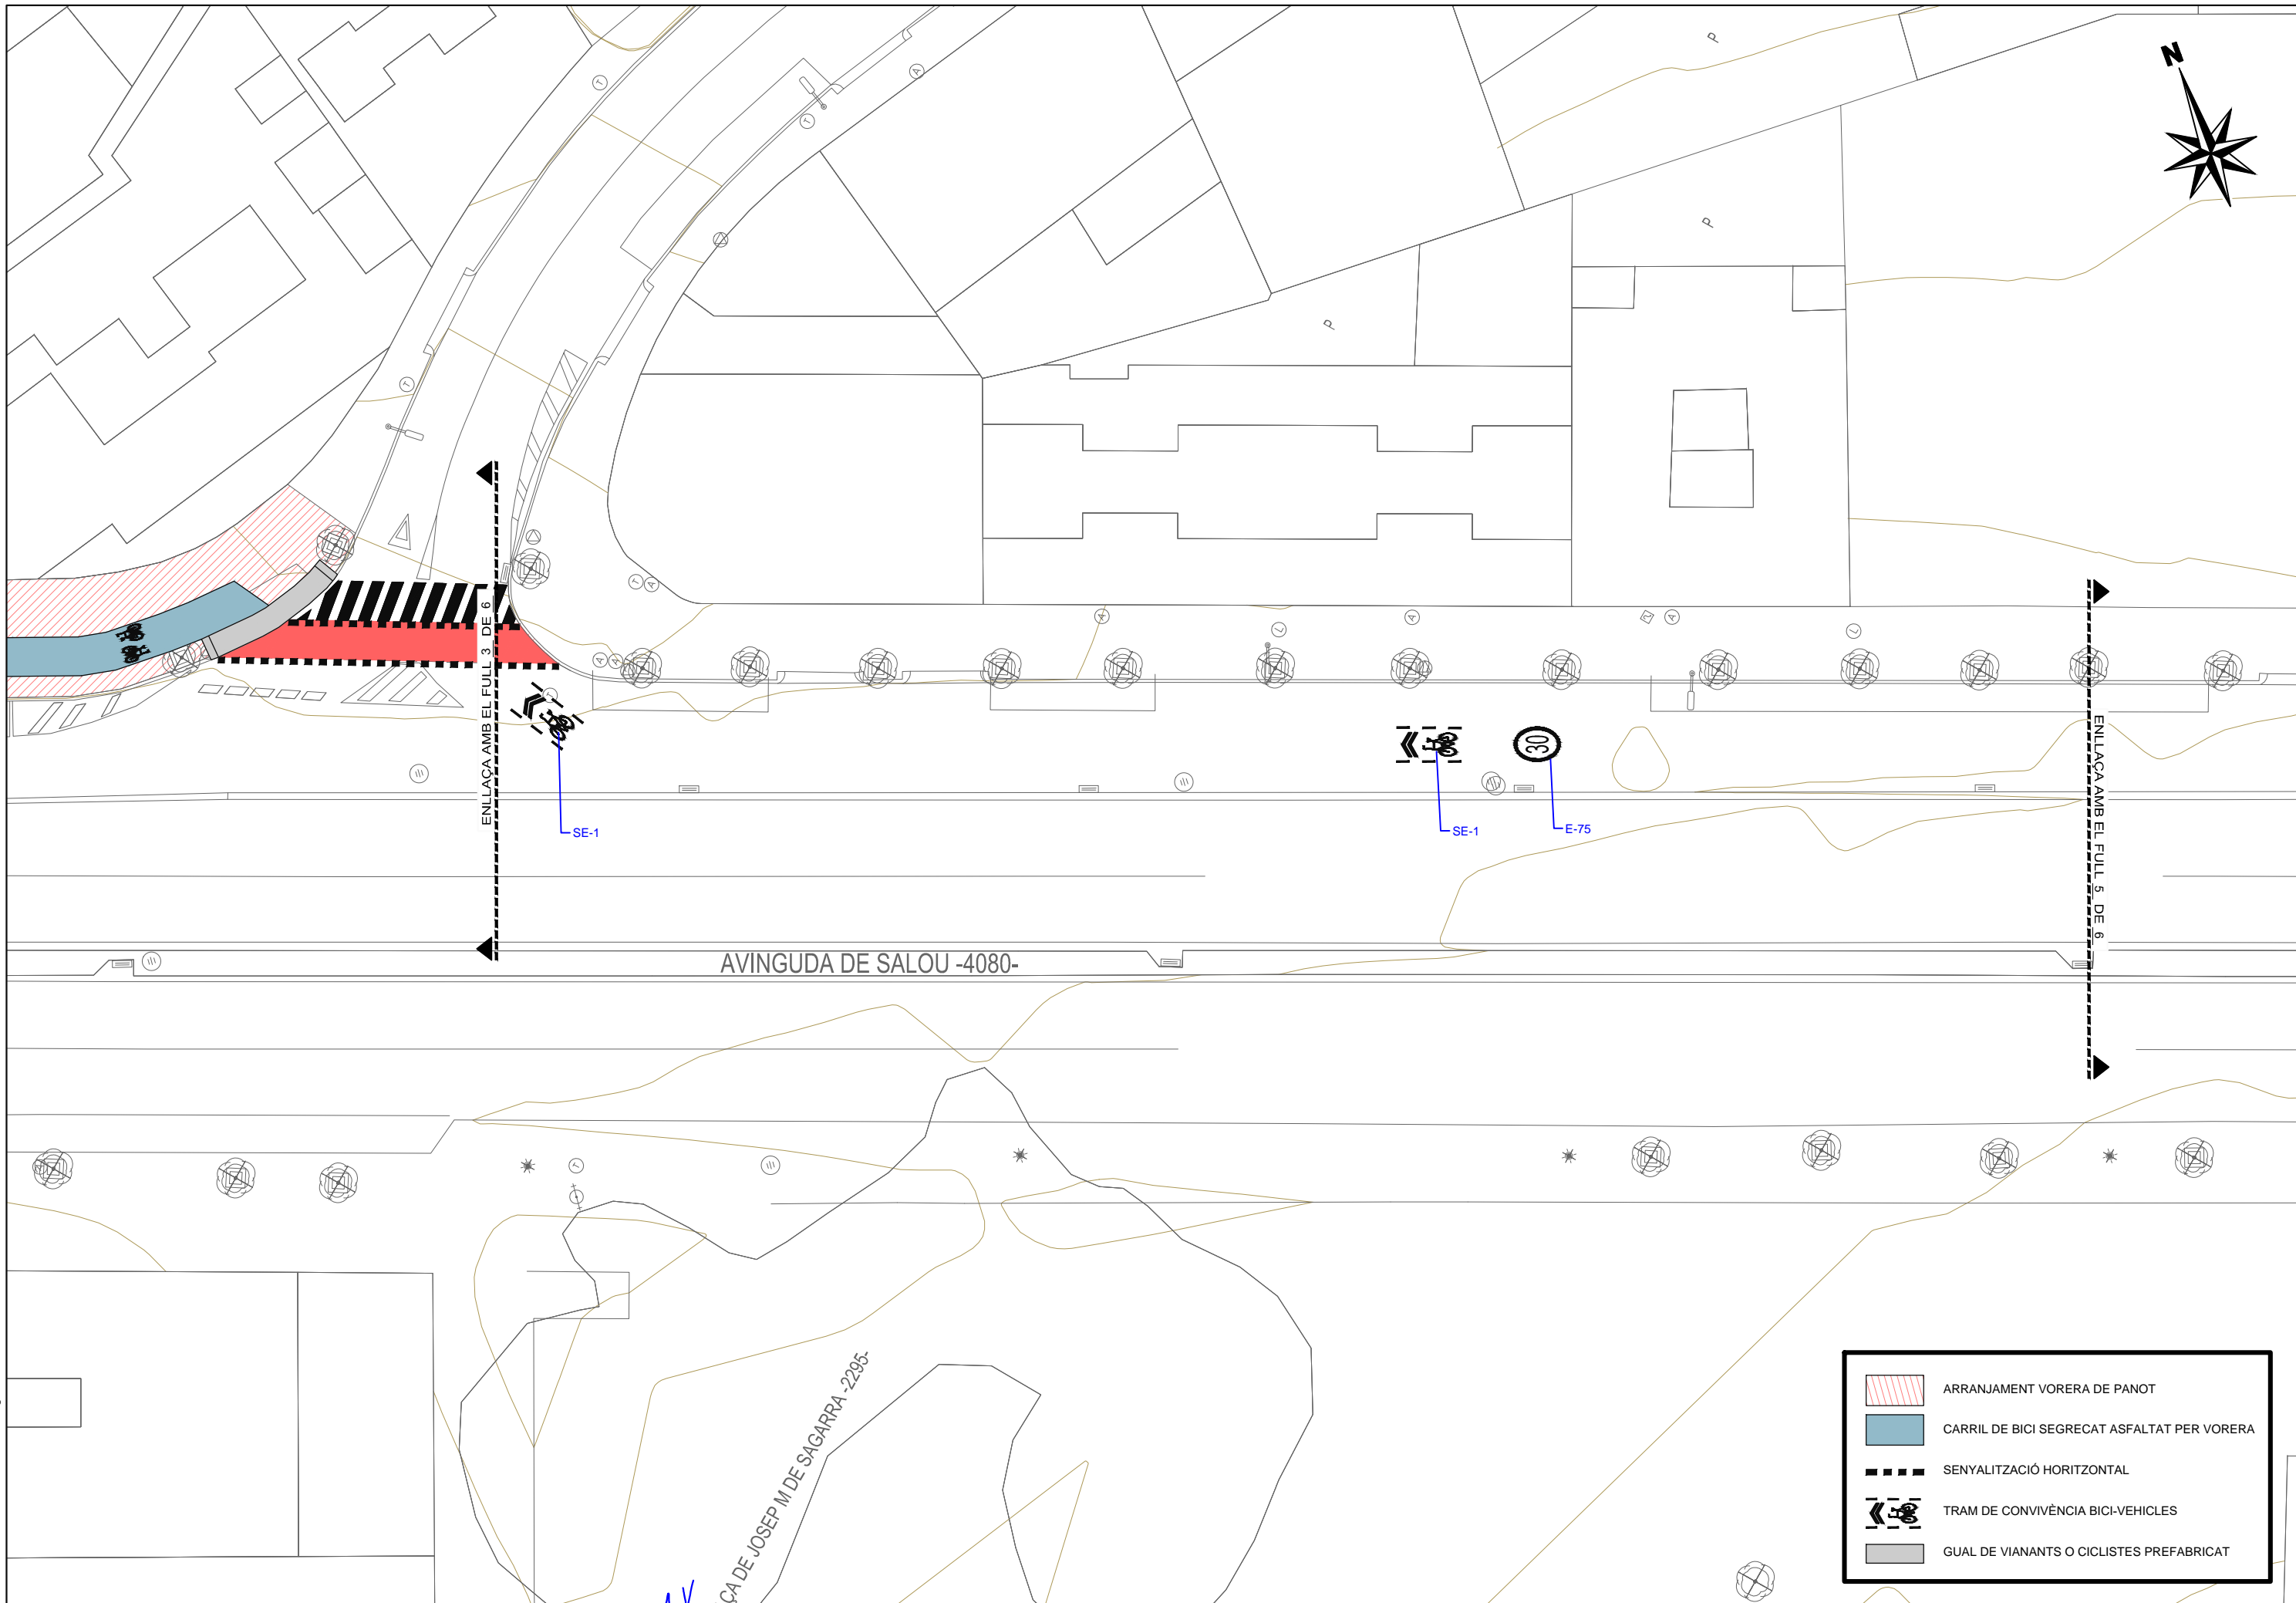 N
P
P
P
T
A
T
T
T
A
A
A
L
A
L
A
A
T
ENLLAÇA AMB EL FULL 3 DE 6
ENLLAÇA AMB EL FULL 5 DE 6
30
SE-1
SE-1
E-75
AVINGUDA DE SALOU -4080-
T
ÇA DE JOSEP M DE SAGARRA -2295-
ARRANJAMENT VORERA DE PANOT
CARRIL DE BICI SEGRECAT ASFALTAT PER VORERA
SENYALITZACIÓ HORITZONTAL
TRAM DE CONVIVÈNCIA BICI-VEHICLES
GUAL DE VIANANTS O CICLISTES PREFABRICAT